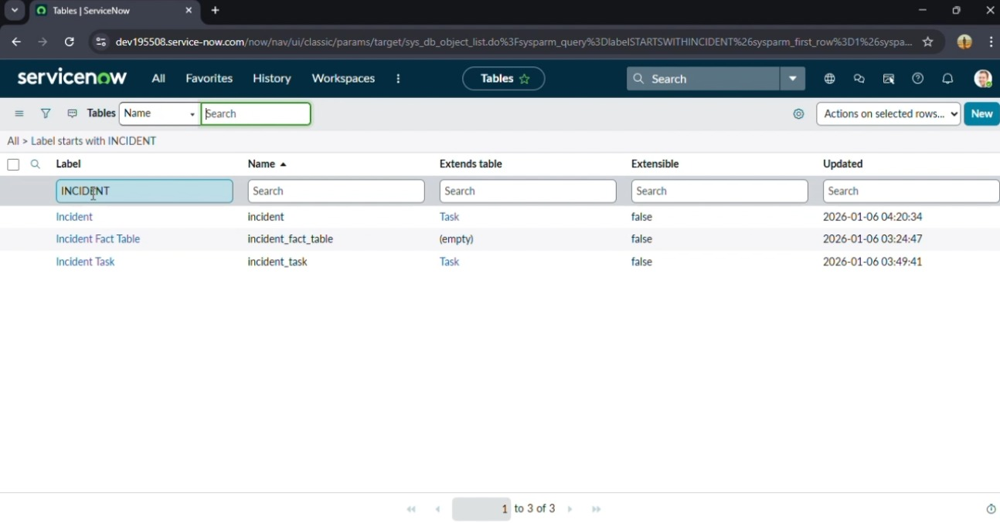 Tables | ServiceNow
dev195508.service-now.com/now/nav/ui/classic/params/target/sys_db_object_list.do%3Fsysparm_query%3DlabelSTARTSWITHINCIDENT%26sysparm_first_row%3D1%26syspa...
servicenow All Favorites History Workspaces Tables Search
Tables Name Search Actions on selected rows... New
All > Label starts with INCIDENT
Label Name Extends table Extensible Updated
INCIDENT Search Search Search Search
Incident incident Task false 2026-01-06 04:20:34
Incident Fact Table incident_fact_table (empty) false 2026-01-06 03:24:47
Incident Task incident_task Task false 2026-01-06 03:49:41
1 to 3 of 3